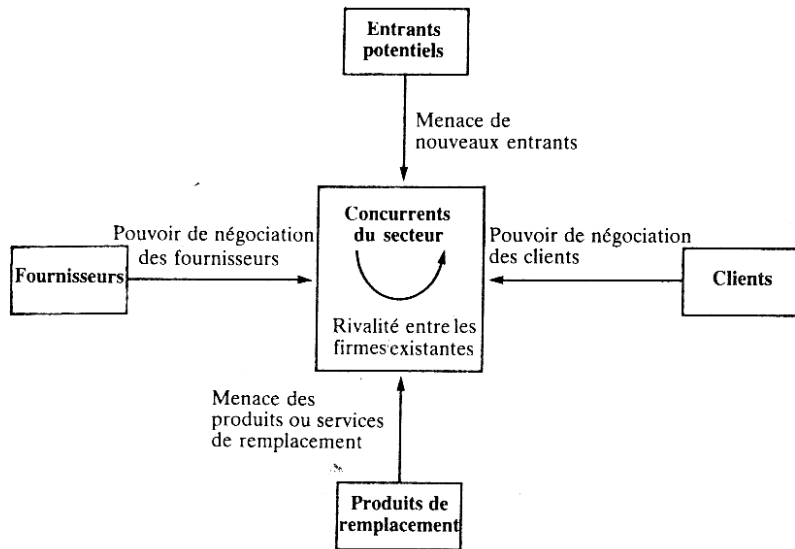 Entrants
potentiels
Menace de
nouveaux entrants
Pouvoir de négociation
des fournisseurs
Fournisseurs
Concurrents
du secteur
Rivalité entre les
firmes existantes
Pouvoir de négociation
des clients
Clients
Menace des
produits ou services
de remplacement
Produits de
remplacement